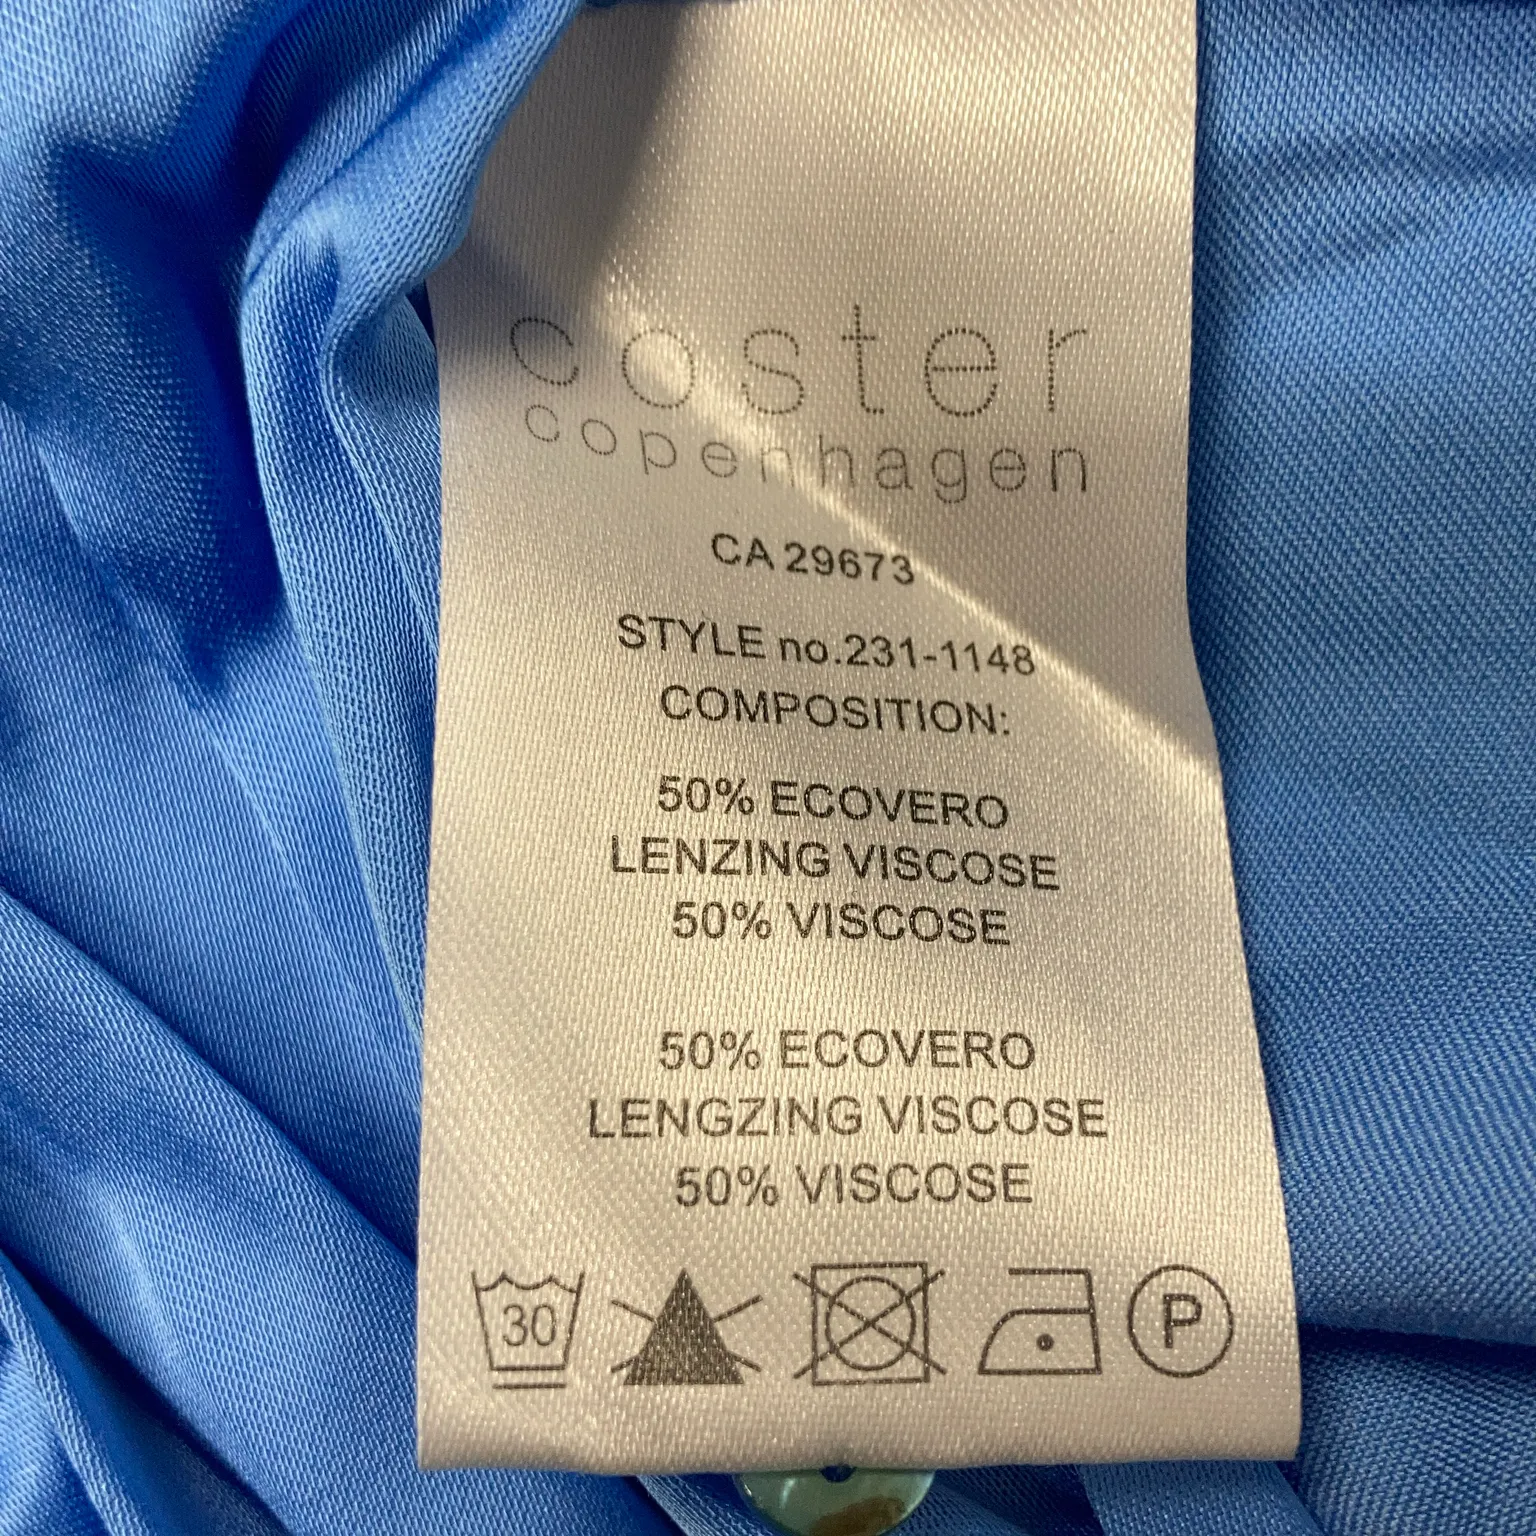 coster
copenhagen
CA 29673
STYLE no.231-1148
COMPOSITION:
50% ECOVERO
LENZING VISCOSE
50% VISCOSE
50% ECOVERO
LENGZING VISCOSE
50% VISCOSE
30 P